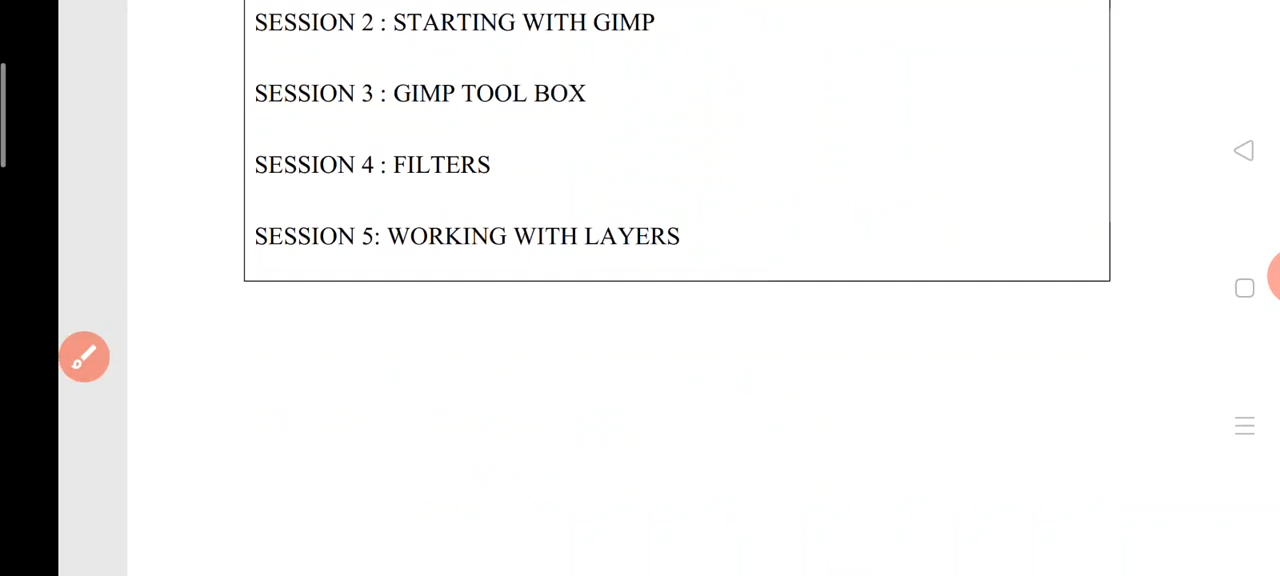 SESSION 2 : STARTING WITH GIMP
SESSION 3 : GIMP TOOL BOX
SESSION 4 : FILTERS
SESSION 5: WORKING WITH LAYERS